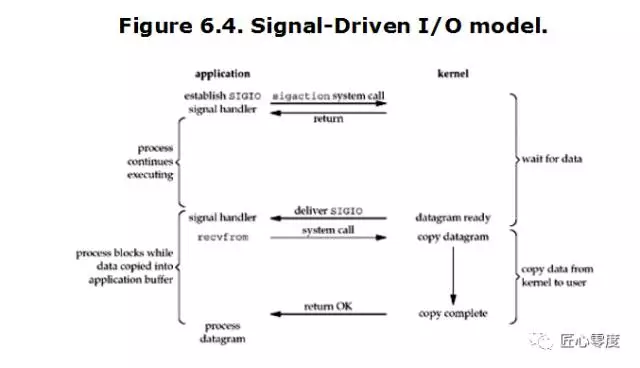 Figure 6.4. Signal-Driven I/O model.
application
kernel
establish SIGIO
sigaction system call
signal handler
return
process
continues
executing
wait for data
deliver SIGIO
signal handler
datagram ready
system call
recvfrom
copy datagram
process blocks while
data copied into
application buffer
copy data from
kernel to user
return OK
copy complete
process
datagram
匠心零度